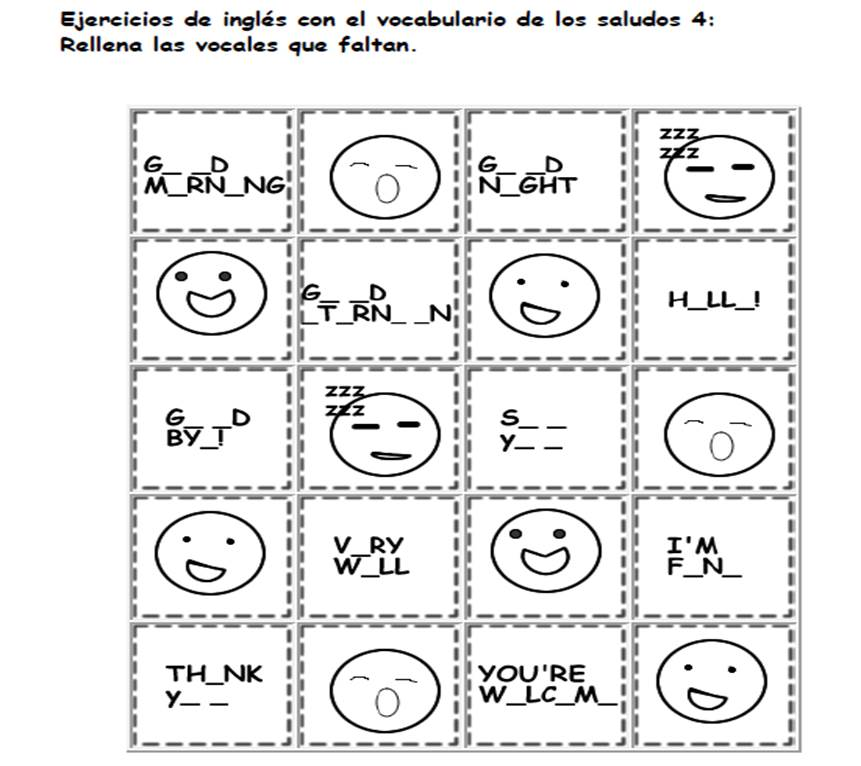 Ejercicios de inglés con el vocabulario de los saludos 4:
Rellena las vocales que faltan.
G_ _D
M_RN_NG
G_ _D
N_GHT
ZZZ
ZZZ
G_ _D
_T_RN_ _N
H_LL_!
G_ _D
BY_!
ZZZ
ZZZ
S_ _
Y_ _
V_RY
W_LL
I'M
F_N_
TH_NK
Y_ _
YOU'RE
W_LC_M_